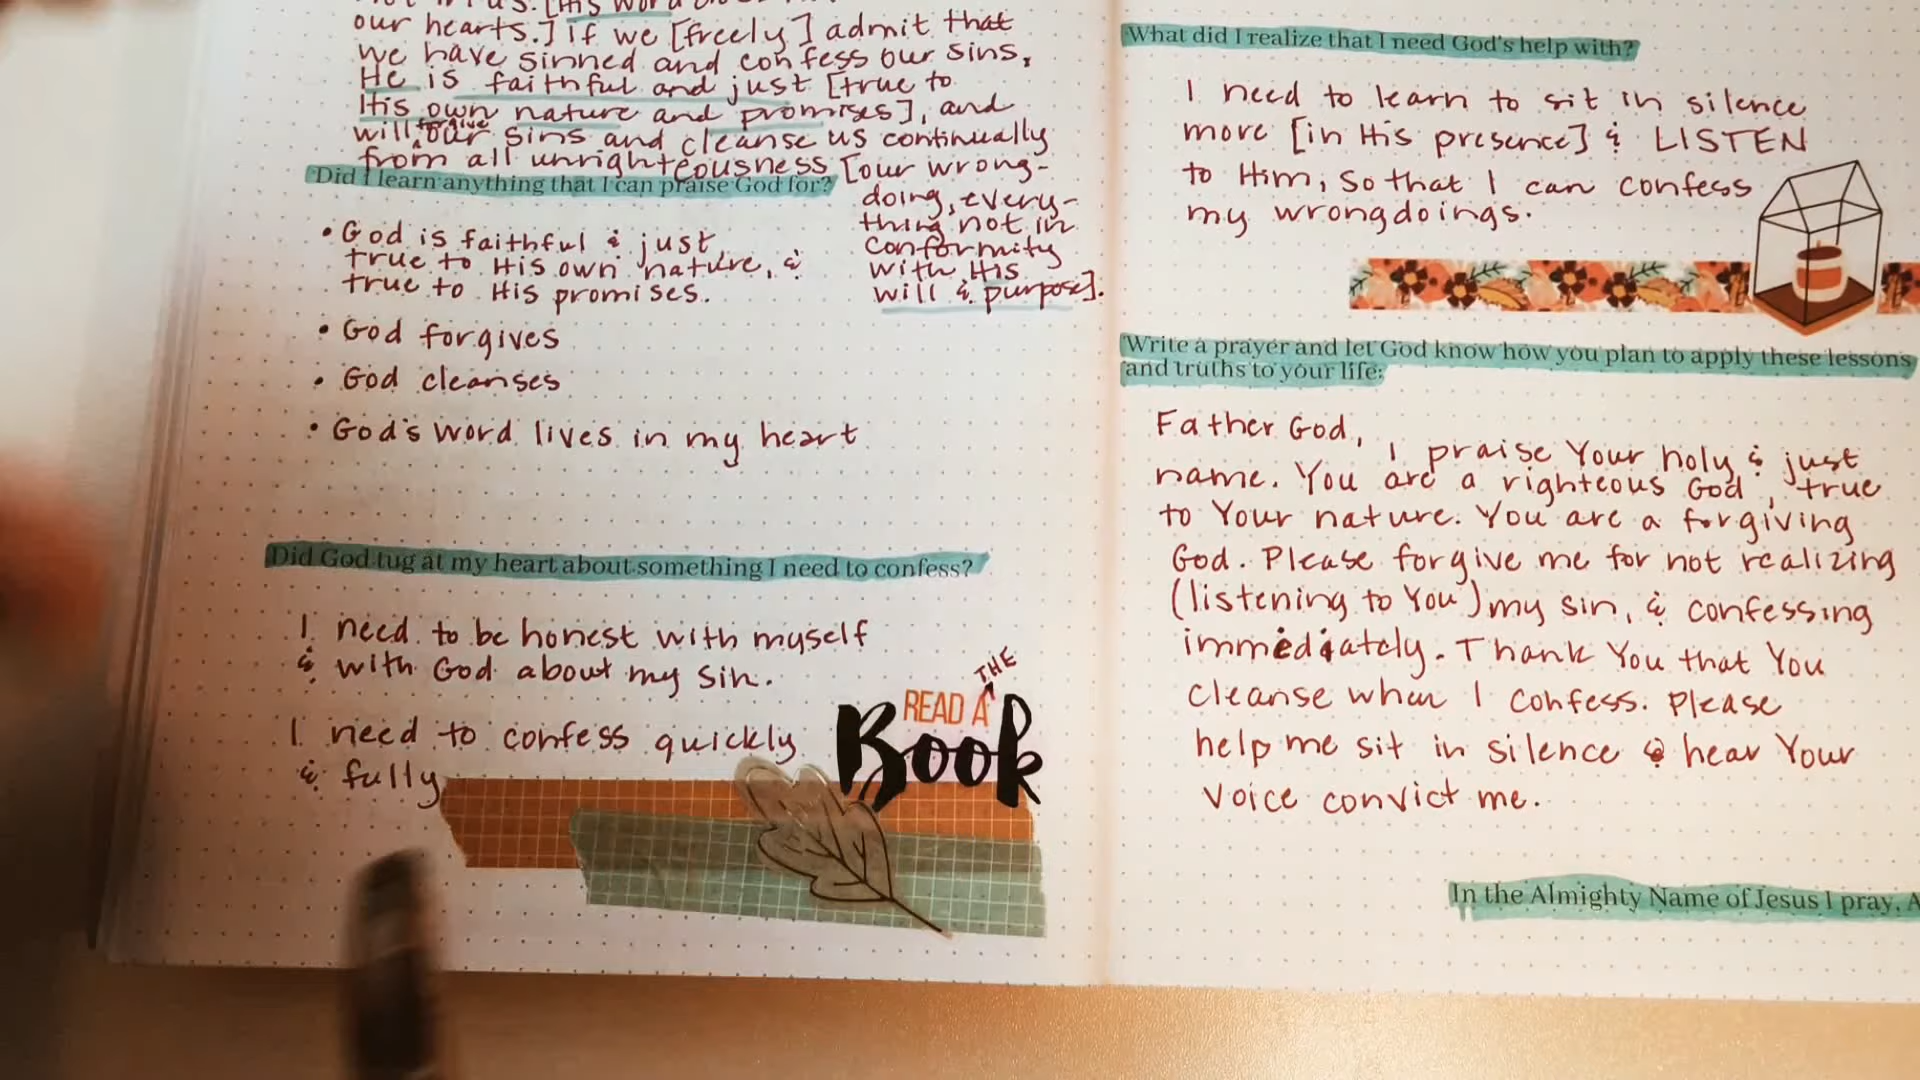 our hearts.] If we [freely] admit that
we have sinned and confess our sins,
He is faithful and just [true to
His own nature and promises], and
will forgive our sins and cleanse us continually
from all unrighteousness [our wrong-
doing, every-
thing not in
conformity
with His
will & purpose].
Did I learn anything that I can praise God for?
• God is faithful & just,
true to His own nature, &
true to His promises.
• God forgives
• God cleanses
• God's word lives in my heart
Did God tug at my heart about something I need to confess?
I need to be honest with myself
& with God about my sin.
I need to confess quickly
& fully
THE
READ A
Book
What did I realize that I need God's help with?
I need to learn to sit in silence
more [in His presence] & LISTEN
to Him, so that I can confess
my wrongdoings.
Write a prayer and let God know how you plan to apply these lessons
and truths to your life:
Father God,
I praise Your holy & just
name. You are a righteous God, true
to Your nature. You are a forgiving
God. Please forgive me for not realizing
(listening to You) my sin, & confessing
immediately. Thank You that You
cleanse when I confess. Please
help me sit in silence & hear Your
voice convict me.
In the Almighty Name of Jesus I pray, A